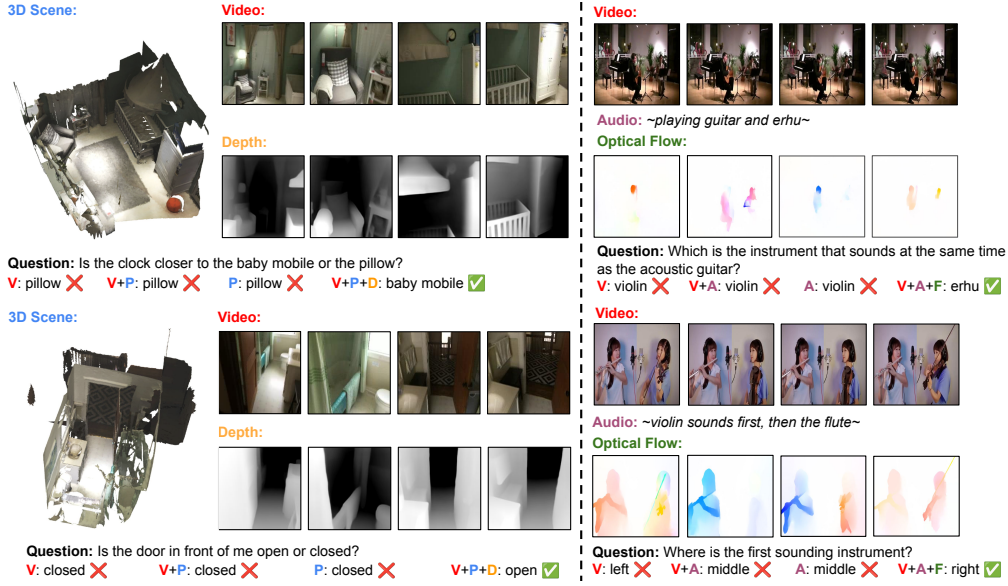 3D Scene:
Video:
Depth:
Question: Is the clock closer to the baby mobile or the pillow?
V: pillow ❌ V+P: pillow ❌ P: pillow ❌ V+P+D: baby mobile ✅
3D Scene:
Video:
Depth:
Question: Is the door in front of me open or closed?
V: closed ❌ V+P: closed ❌ P: closed ❌ V+P+D: open ✅
Video:
Audio: ~playing guitar and erhu~
Optical Flow:
Question: Which is the instrument that sounds at the same time
as the acoustic guitar?
V: violin ❌ V+A: violin ❌ A: violin ❌ V+A+F: erhu ✅
Video:
Audio: ~violin sounds first, then the flute~
Optical Flow:
Question: Where is the first sounding instrument?
V: left ❌ V+A: middle ❌ A: middle ❌ V+A+F: right ✅